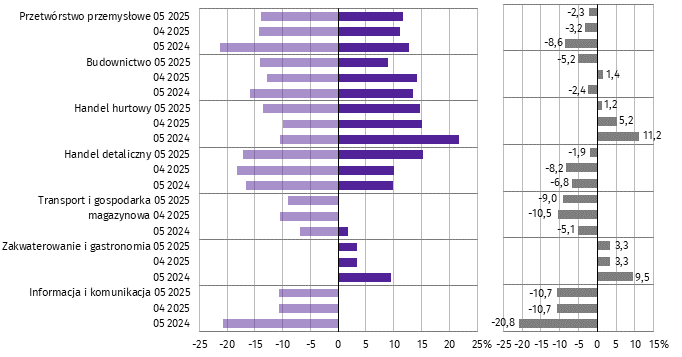 Przetwórstwo przemysłowe 05 2025 -2,3
04 2025 -3,2
05 2024 -8,6
Budownictwo 05 2025 -5,2
04 2025 1,4
05 2024 -2,4
Handel hurtowy 05 2025 1,2
04 2025 5,2
05 2024 11,2
Handel detaliczny 05 2025 -1,9
04 2025 -8,2
05 2024 -6,8
Transport i gospodarka 05 2025 -9,0
magazynowa 04 2025 -10,5
05 2024 -5,1
Zakwaterowanie i gastronomia 05 2025 3,3
04 2025 3,3
05 2024 9,5
Informacja i komunikacja 05 2025 -10,7
04 2025 -10,7
05 2024 -20,8
-25 -20 -15 -10 -5 0 5 10 15 20 25% -25 -20 -15 -10 -5 0 5 10 15%